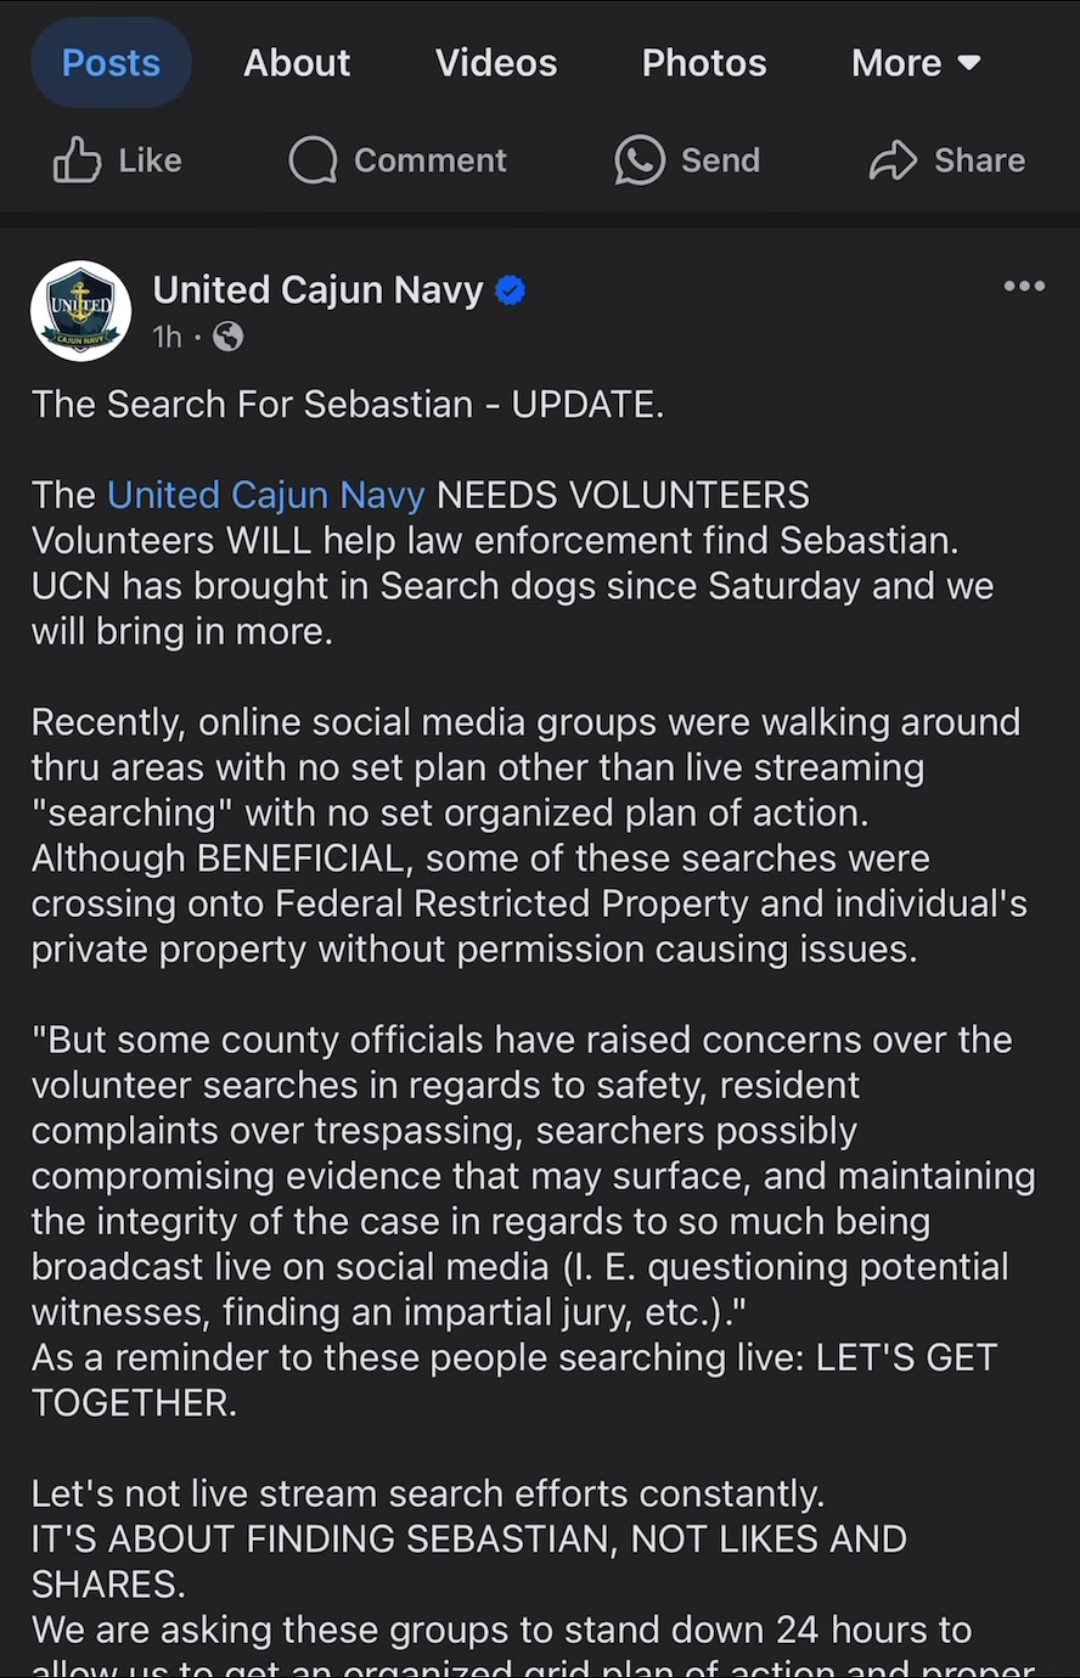 Posts About Videos Photos More
Like Comment Send Share
UNITED
CAJUN NAVY
United Cajun Navy
1h ·
The Search For Sebastian - UPDATE.
The United Cajun Navy NEEDS VOLUNTEERS
Volunteers WILL help law enforcement find Sebastian.
UCN has brought in Search dogs since Saturday and we
will bring in more.
Recently, online social media groups were walking around
thru areas with no set plan other than live streaming
"searching" with no set organized plan of action.
Although BENEFICIAL, some of these searches were
crossing onto Federal Restricted Property and individual's
private property without permission causing issues.
"But some county officials have raised concerns over the
volunteer searches in regards to safety, resident
complaints over trespassing, searchers possibly
compromising evidence that may surface, and maintaining
the integrity of the case in regards to so much being
broadcast live on social media (I. E. questioning potential
witnesses, finding an impartial jury, etc.)."
As a reminder to these people searching live: LET'S GET
TOGETHER.
Let's not live stream search efforts constantly.
IT'S ABOUT FINDING SEBASTIAN, NOT LIKES AND
SHARES.
We are asking these groups to stand down 24 hours to
allow us to get an organized grid plan of action and proper